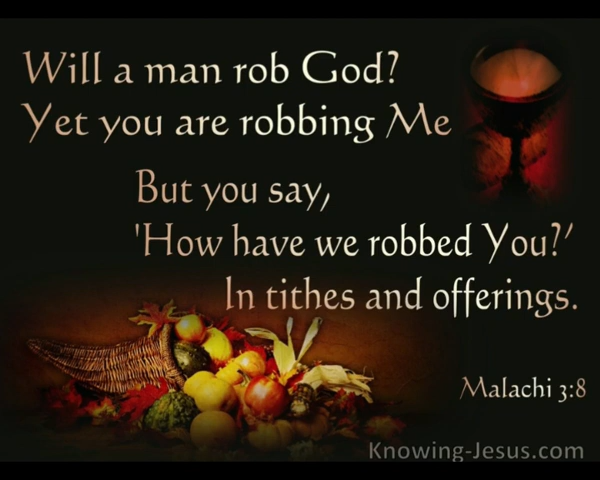 Will a man rob God?
Yet you are robbing Me
But you say,
'How have we robbed You?'
In tithes and offerings.
Malachi 3:8
Knowing-Jesus.com